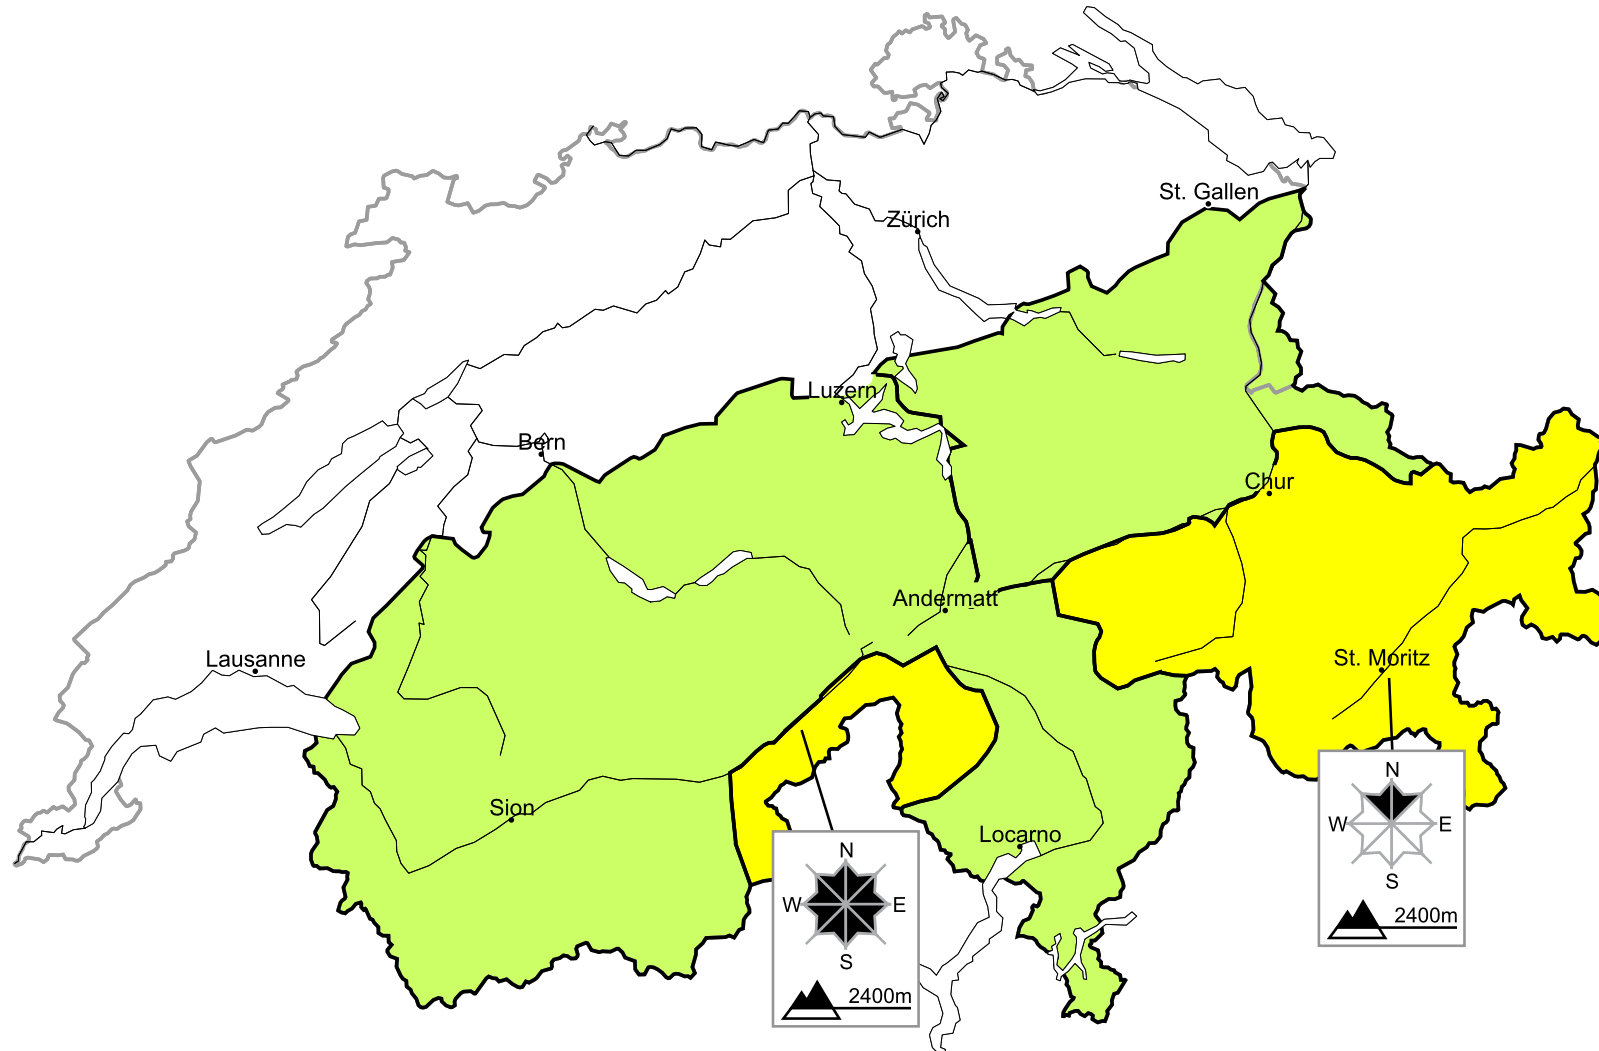 St. Gallen
Zürich
Luzern
Bern
Chur
Andermatt
Lausanne
St. Moritz
Sion
Locarno
N
W E
S
2400m
N
W E
S
2400m